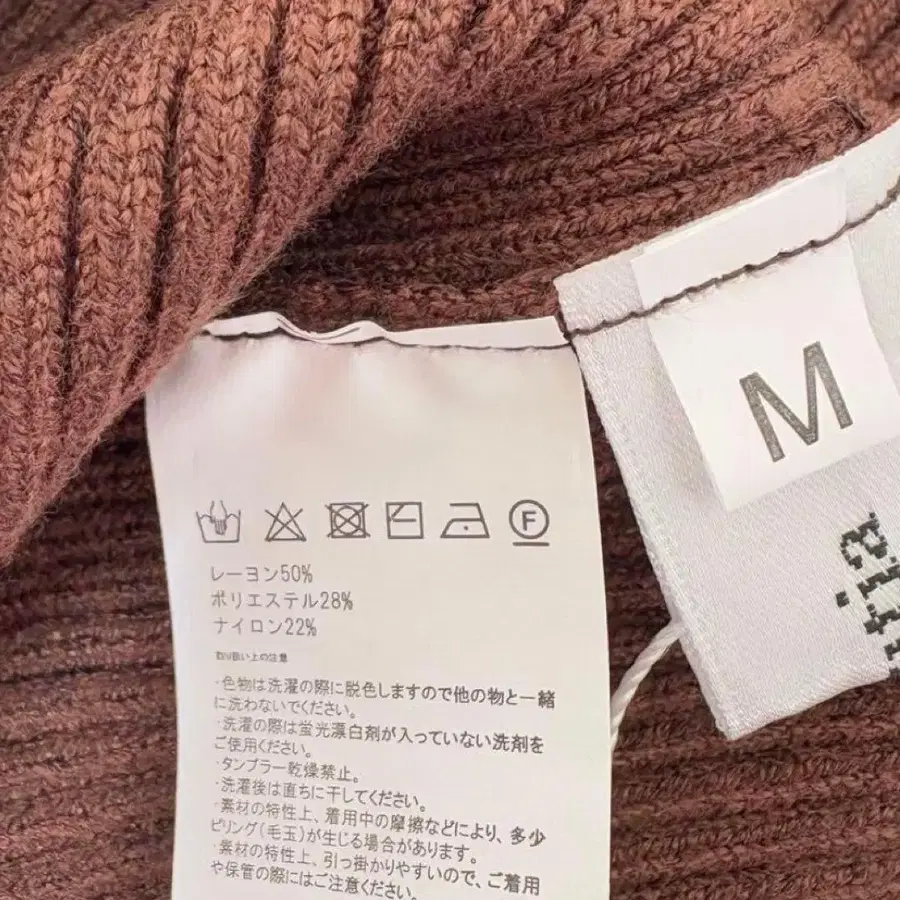 M
F
レーヨン50%
ポリエステル28%
ナイロン22%
取り扱い上の注意
・色物は洗濯の際に脱色しますので他の物と一緒
に洗わないでください。
・洗濯の際は蛍光漂白剤が入っていない洗剤を
ご使用ください。
・タンブラー乾燥禁止。
・洗濯後は直ちに干してください。
・素材の特性上、着用中の摩擦などにより、多少
ピリング(毛玉)が生じる場合があります。
・素材の特性上、引っ掛かりやすいので、ご着用
や保管の際にはご注意ください。